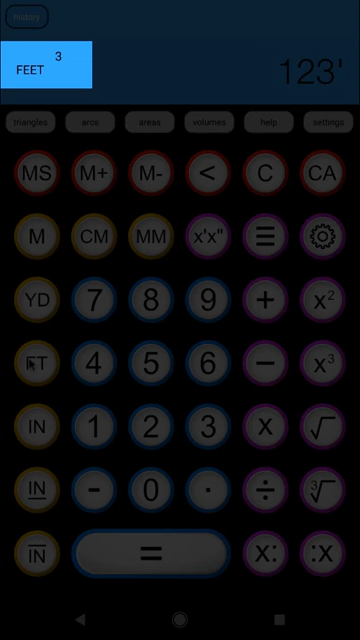 history
3
FEET
123'
triangles arcs areas volumes help settings
MS M+ M- < C CA
M CM MM x'x"
YD 7 8 9 + x²
FT 4 5 6 − x³
IN 1 2 3 x √
IN - 0 . ÷ ³√
IN = x: :x